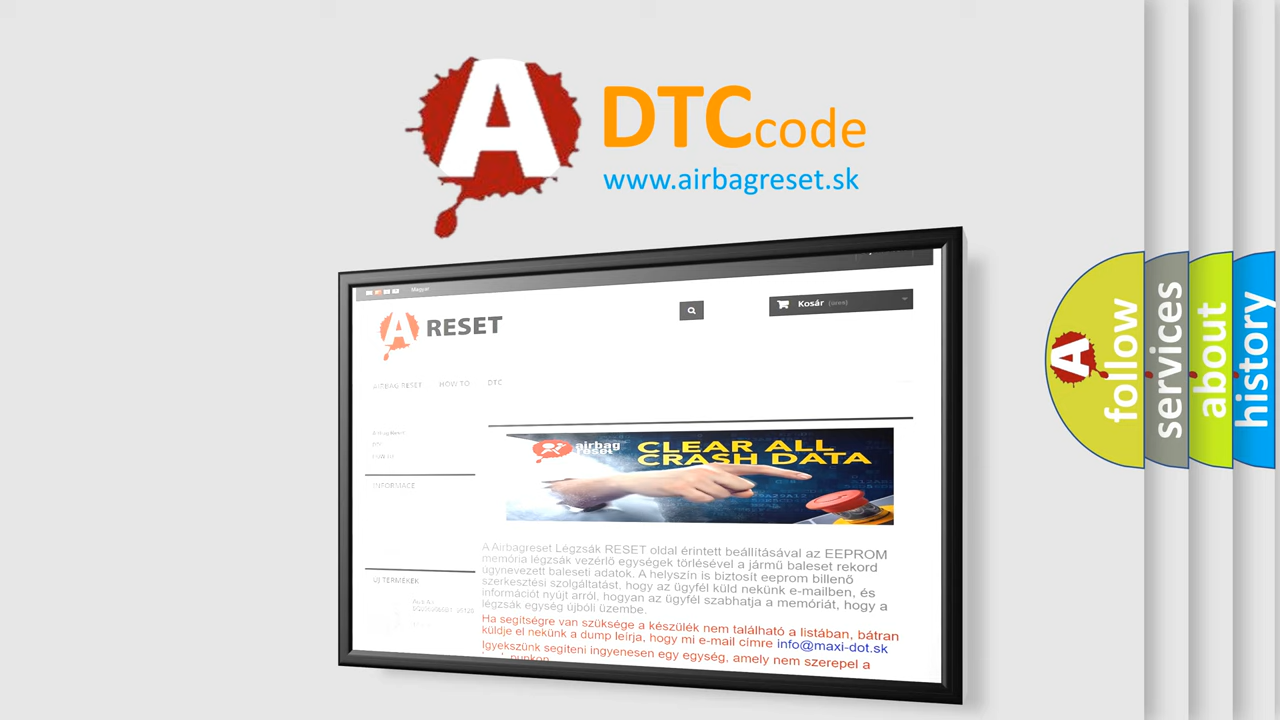 A
DTC code
www.airbagreset.sk
Magyar
A RESET
Kosár
AIRBAG RESET
HOW TO
DTC
INFORMACE
airbag
reset
CLEAR ALL
CRASH DATA
A Airbagreset Légzsák RESET oldal érintett beállításával az EEPROM
memória légzsák vezérlő egységek törlésével a jármű baleset rekord
úgynevezett baleseti adatok. A helyszín is biztosít eeprom billenő
szerkesztési szolgáltatást, hogy az ügyfél küld nekünk e-mailben, és
információt nyújt arról, hogyan az ügyfél szabhatja a memóriát, hogy a
légzsák egység újbóli üzembe.
Ha segítségre van szüksége a készülék nem található a listában, bátran
küldje el nekünk a dump leírja, hogy mi e-mail címre info@maxi-dot.sk
Igyekszünk segíteni ingyenesen egy egység, amely nem szerepel a
ÚJ TERMÉKEK
A
follow
services
about
history